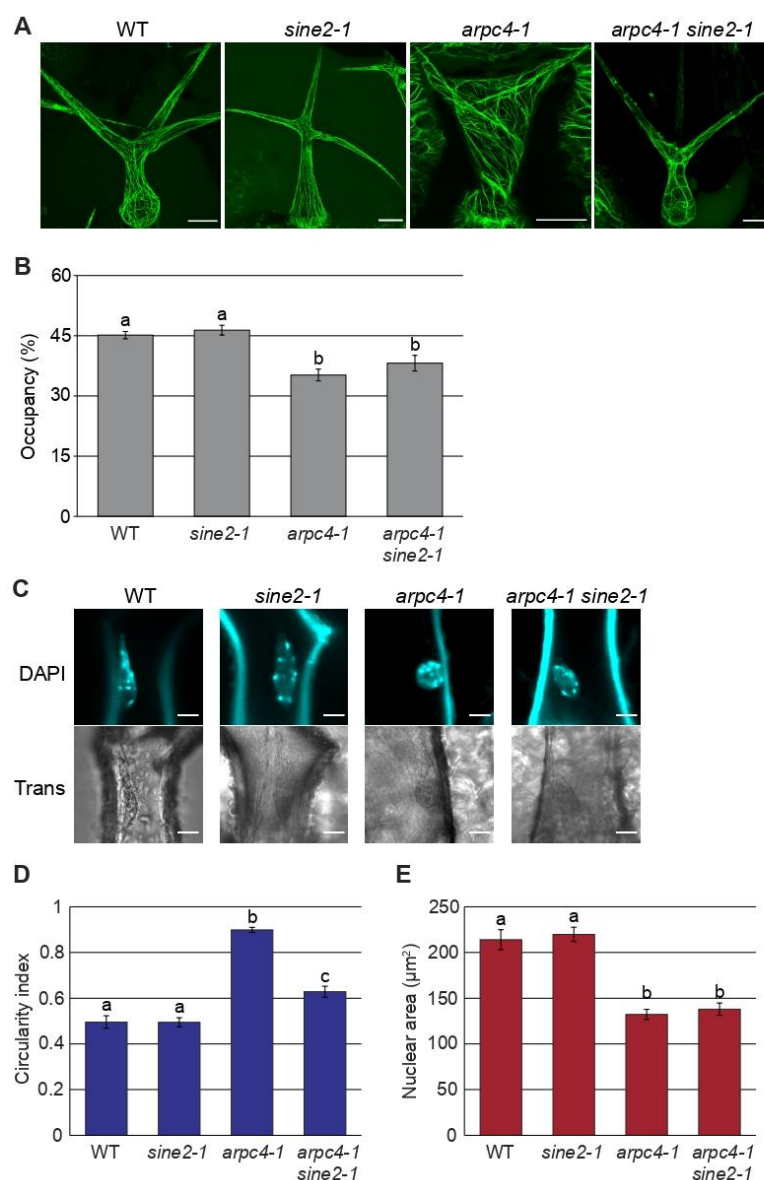 A
WT
sine2-1
arpc4-1
arpc4-1 sine2-1
B
60
45
30
15
0
Occupancy (%)
a
a
b
b
WT
sine2-1
arpc4-1
arpc4-1
sine2-1
C
WT
sine2-1
arpc4-1
arpc4-1 sine2-1
DAPI
Trans
D
1
0.8
0.6
0.4
0.2
0
Circularity index
a
a
b
c
WT
sine2-1
arpc4-1
arpc4-1
sine2-1
E
250
200
150
100
50
0
Nuclear area (µm²)
a
a
b
b
WT
sine2-1
arpc4-1
arpc4-1
sine2-1